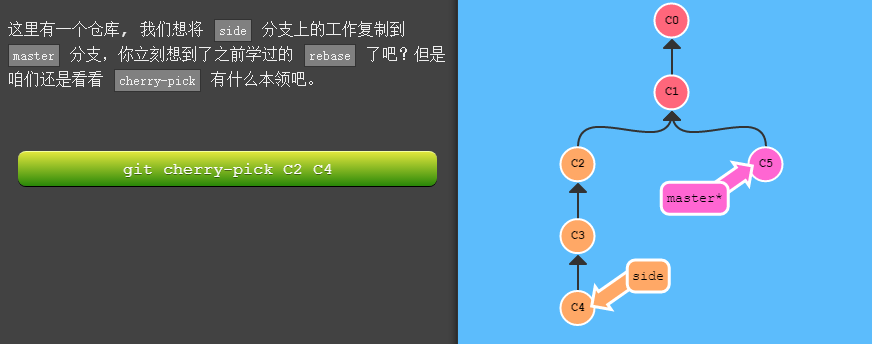 这里有一个仓库, 我们想将 side 分支上的工作复制到
master 分支，你立刻想到了之前学过的 rebase 了吧？但是
咱们还是看看 cherry-pick 有什么本领吧。
git cherry-pick C2 C4
C0
C1
C2
C5
master*
C3
side
C4